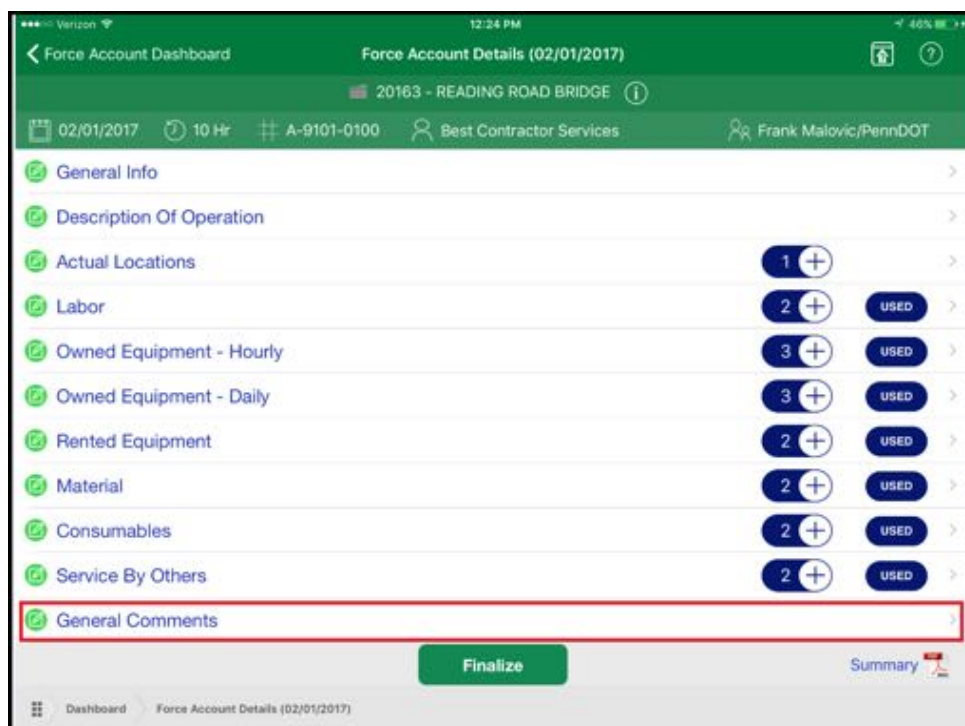 Verizon 12:24 PM 46%
Force Account Dashboard Force Account Details (02/01/2017) ?
20163 - READING ROAD BRIDGE i
02/01/2017 10 Hr A-9101-0100 Best Contractor Services Frank Malovic/PennDOT
General Info
Description Of Operation
Actual Locations 1 +
Labor 2 + USED
Owned Equipment - Hourly 3 + USED
Owned Equipment - Daily 3 + USED
Rented Equipment 2 + USED
Material 2 + USED
Consumables 2 + USED
Service By Others 2 + USED
General Comments
Finalize Summary
Dashboard Force Account Details (02/01/2017)